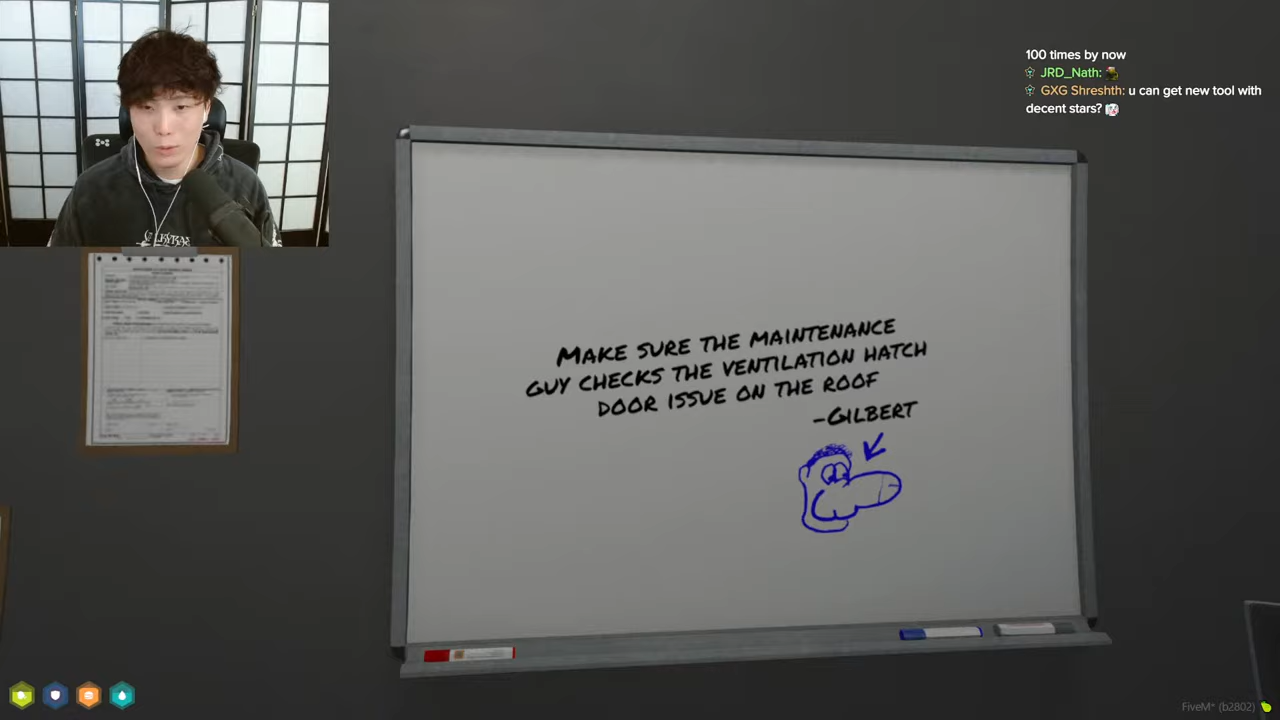 100 times by now
JRD_Nath:
GXG Shreshth: u can get new tool with
decent stars?
MAKE SURE THE MAINTENANCE
GUY CHECKS THE VENTILATION HATCH
DOOR ISSUE ON THE ROOF
-GILBERT
FiveM* (b2802)